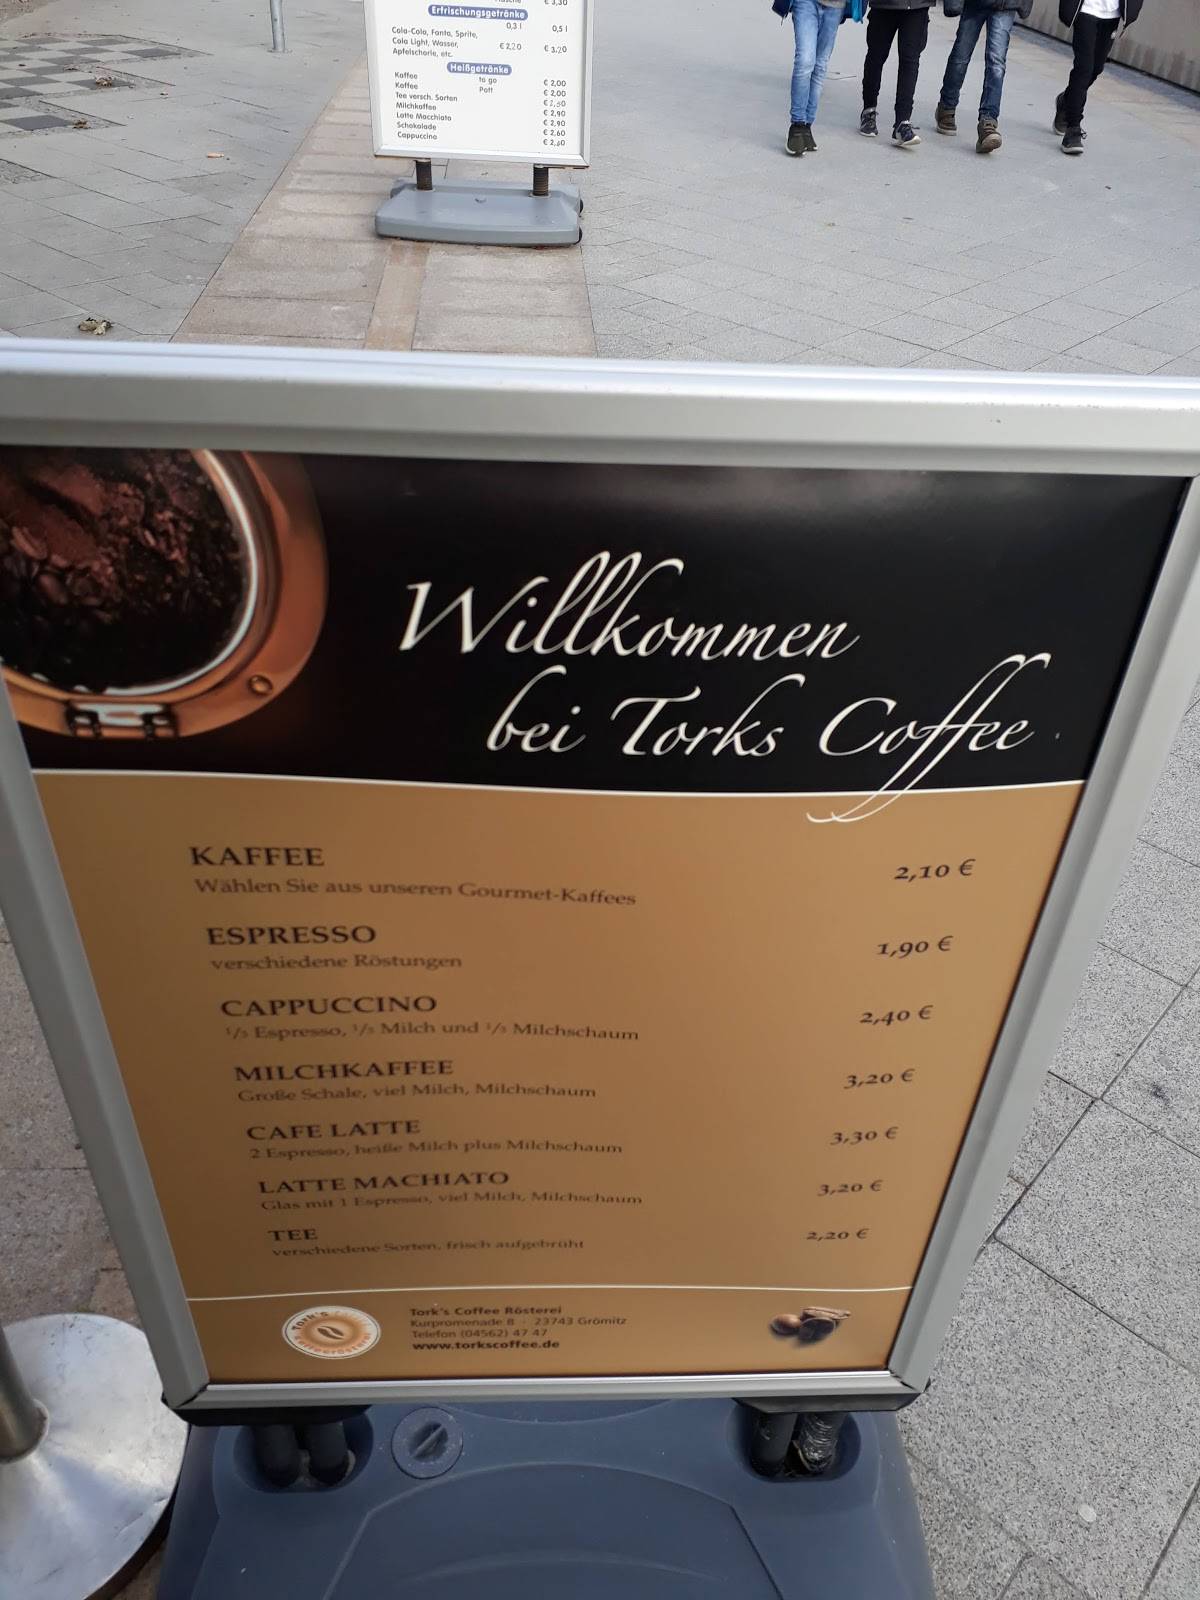 € 3,30
Erfrischungsgetränke
0,3 l 0,5 l
Cola-Cola, Fanta, Sprite,
Cola Light, Wasser, € 2,20 € 3,20
Apfelschorle, etc.
Heißgetränke
Kaffee to go € 2,00
Kaffee Pott € 2,00
Tee versch. Sorten
Milchkaffee € 2,90
Latte Macchiato € 2,90
Schokolade € 2,60
Cappuccino
Willkommen
bei Torks Coffee
KAFFEE 2,10 €
Wählen Sie aus unseren Gourmet-Kaffees
ESPRESSO 1,90 €
verschiedene Röstungen
CAPPUCCINO 2,40 €
1/3 Espresso, 1/3 Milch und 1/3 Milchschaum
MILCHKAFFEE 3,20 €
Große Schale, viel Milch, Milchschaum
CAFE LATTE 3,30 €
2 Espresso, heiße Milch plus Milchschaum
LATTE MACHIATO 3,20 €
Glas mit 1 Espresso, viel Milch, Milchschaum
TEE 2,20 €
verschiedene Sorten, frisch aufgebrüht
Tork's
Tork's Coffee Rösterei
Kurpromenade 8 · 23743 Grömitz
Telefon (04562) 47 47
www.torkscoffee.de